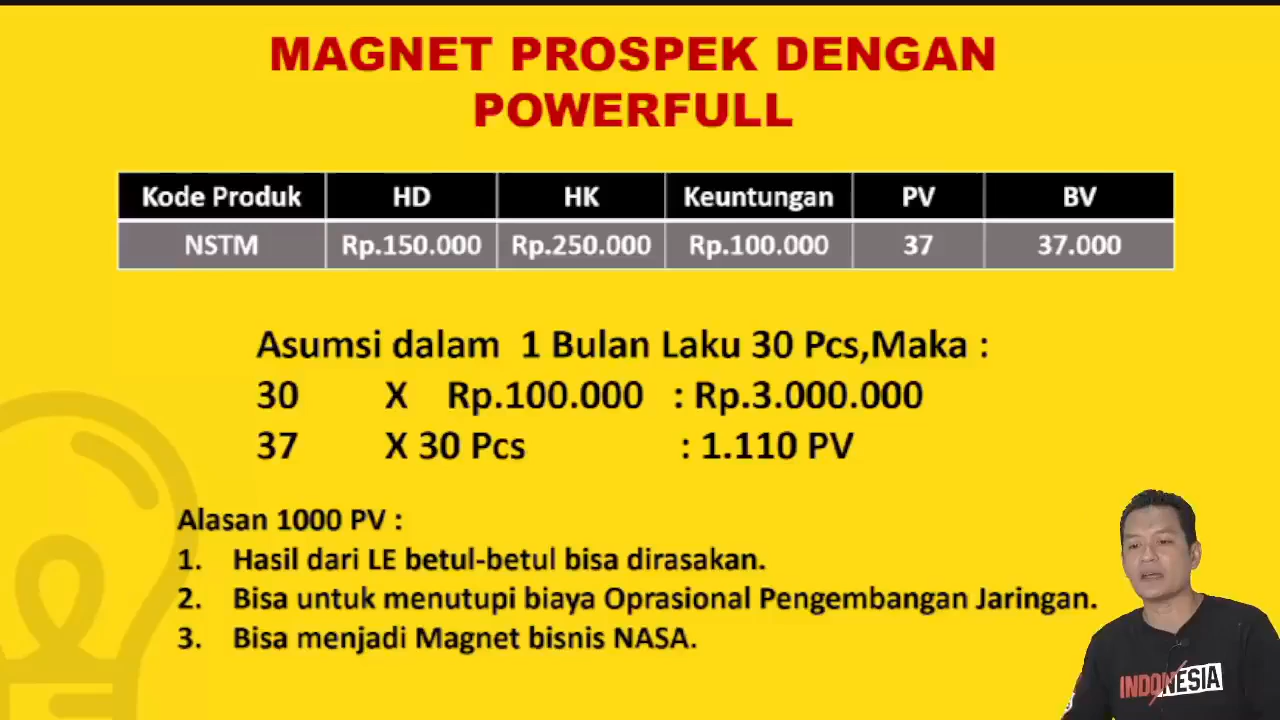 MAGNET PROSPEK DENGAN
POWERFULL
Kode Produk HD HK Keuntungan PV BV
NSTM Rp.150.000 Rp.250.000 Rp.100.000 37 37.000
Asumsi dalam 1 Bulan Laku 30 Pcs,Maka :
30 X Rp.100.000 : Rp.3.000.000
37 X 30 Pcs : 1.110 PV
Alasan 1000 PV :
1. Hasil dari LE betul-betul bisa dirasakan.
2. Bisa untuk menutupi biaya Oprasional Pengembangan Jaringan.
3. Bisa menjadi Magnet bisnis NASA.
INDONESIA